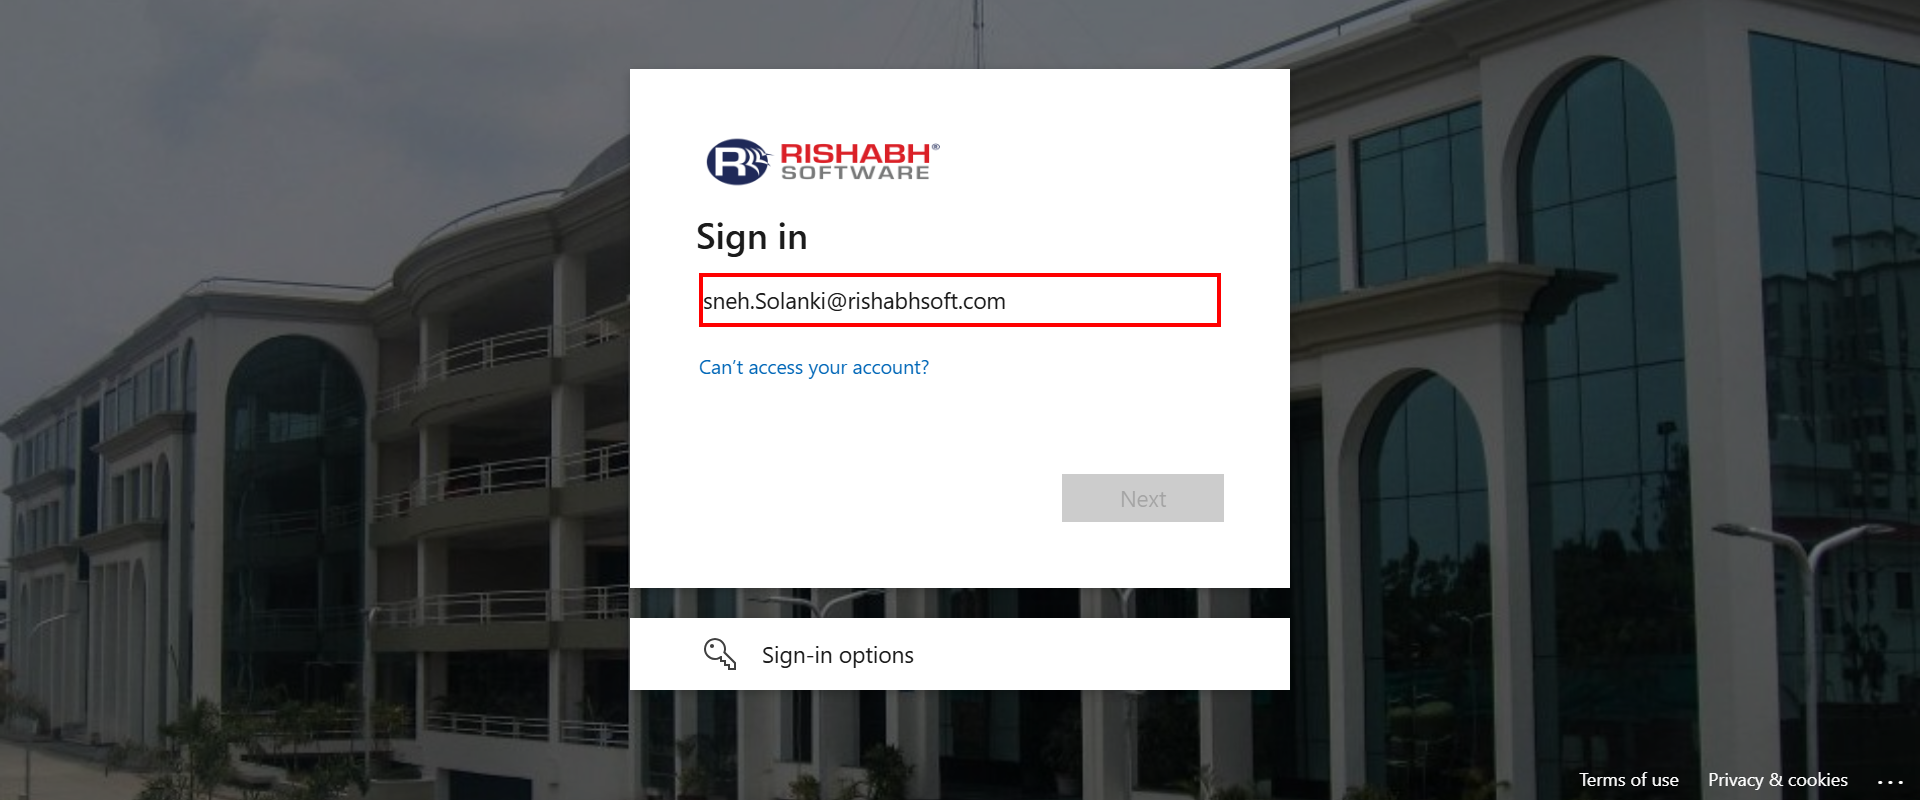 RISHABH®
SOFTWARE
Sign in
sneh.Solanki@rishabhsoft.com
Can't access your account?
Next
Sign-in options
Terms of use Privacy & cookies ...